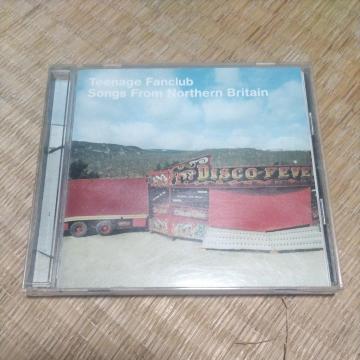 Teenage Fanclub
Songs From Northern Britain
DISCO FEVE